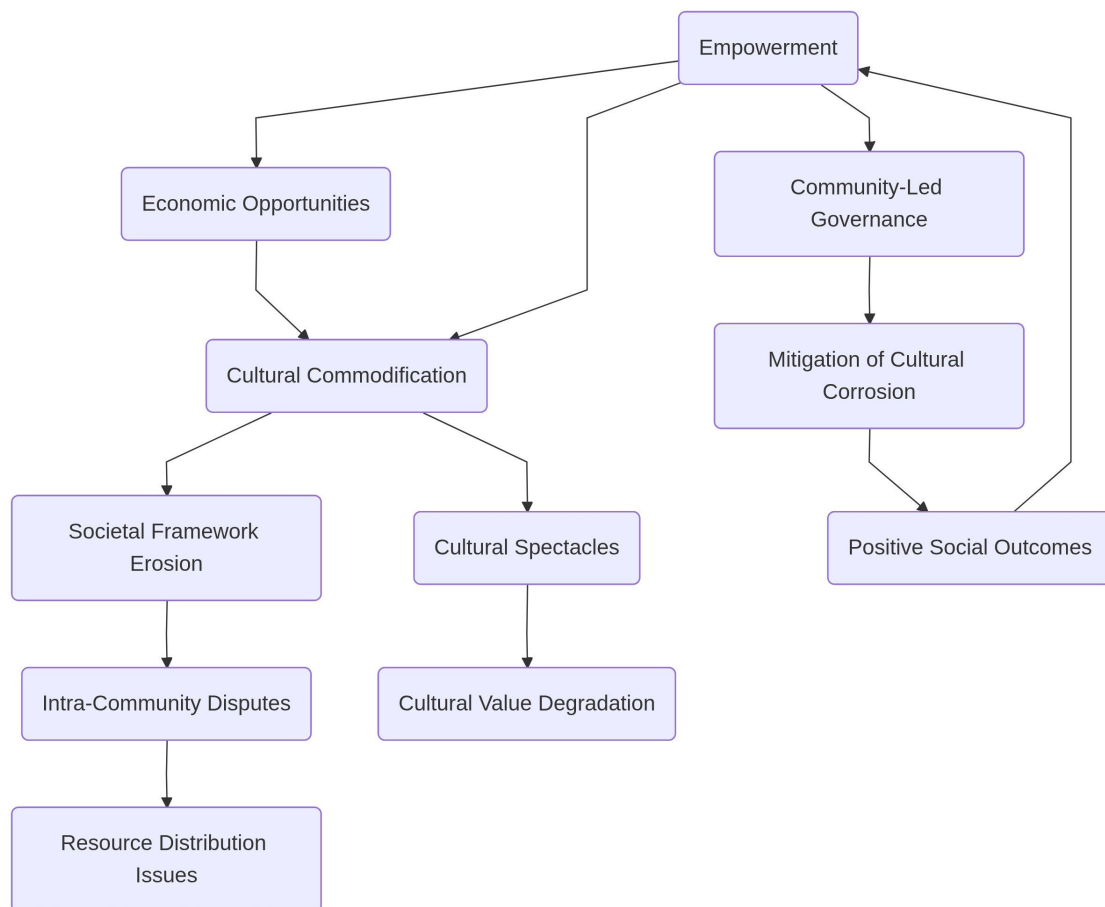 Empowerment
Economic Opportunities
Community-Led
Governance
Cultural Commodification
Mitigation of Cultural
Corrosion
Societal Framework
Erosion
Cultural Spectacles
Positive Social Outcomes
Intra-Community Disputes
Cultural Value Degradation
Resource Distribution
Issues